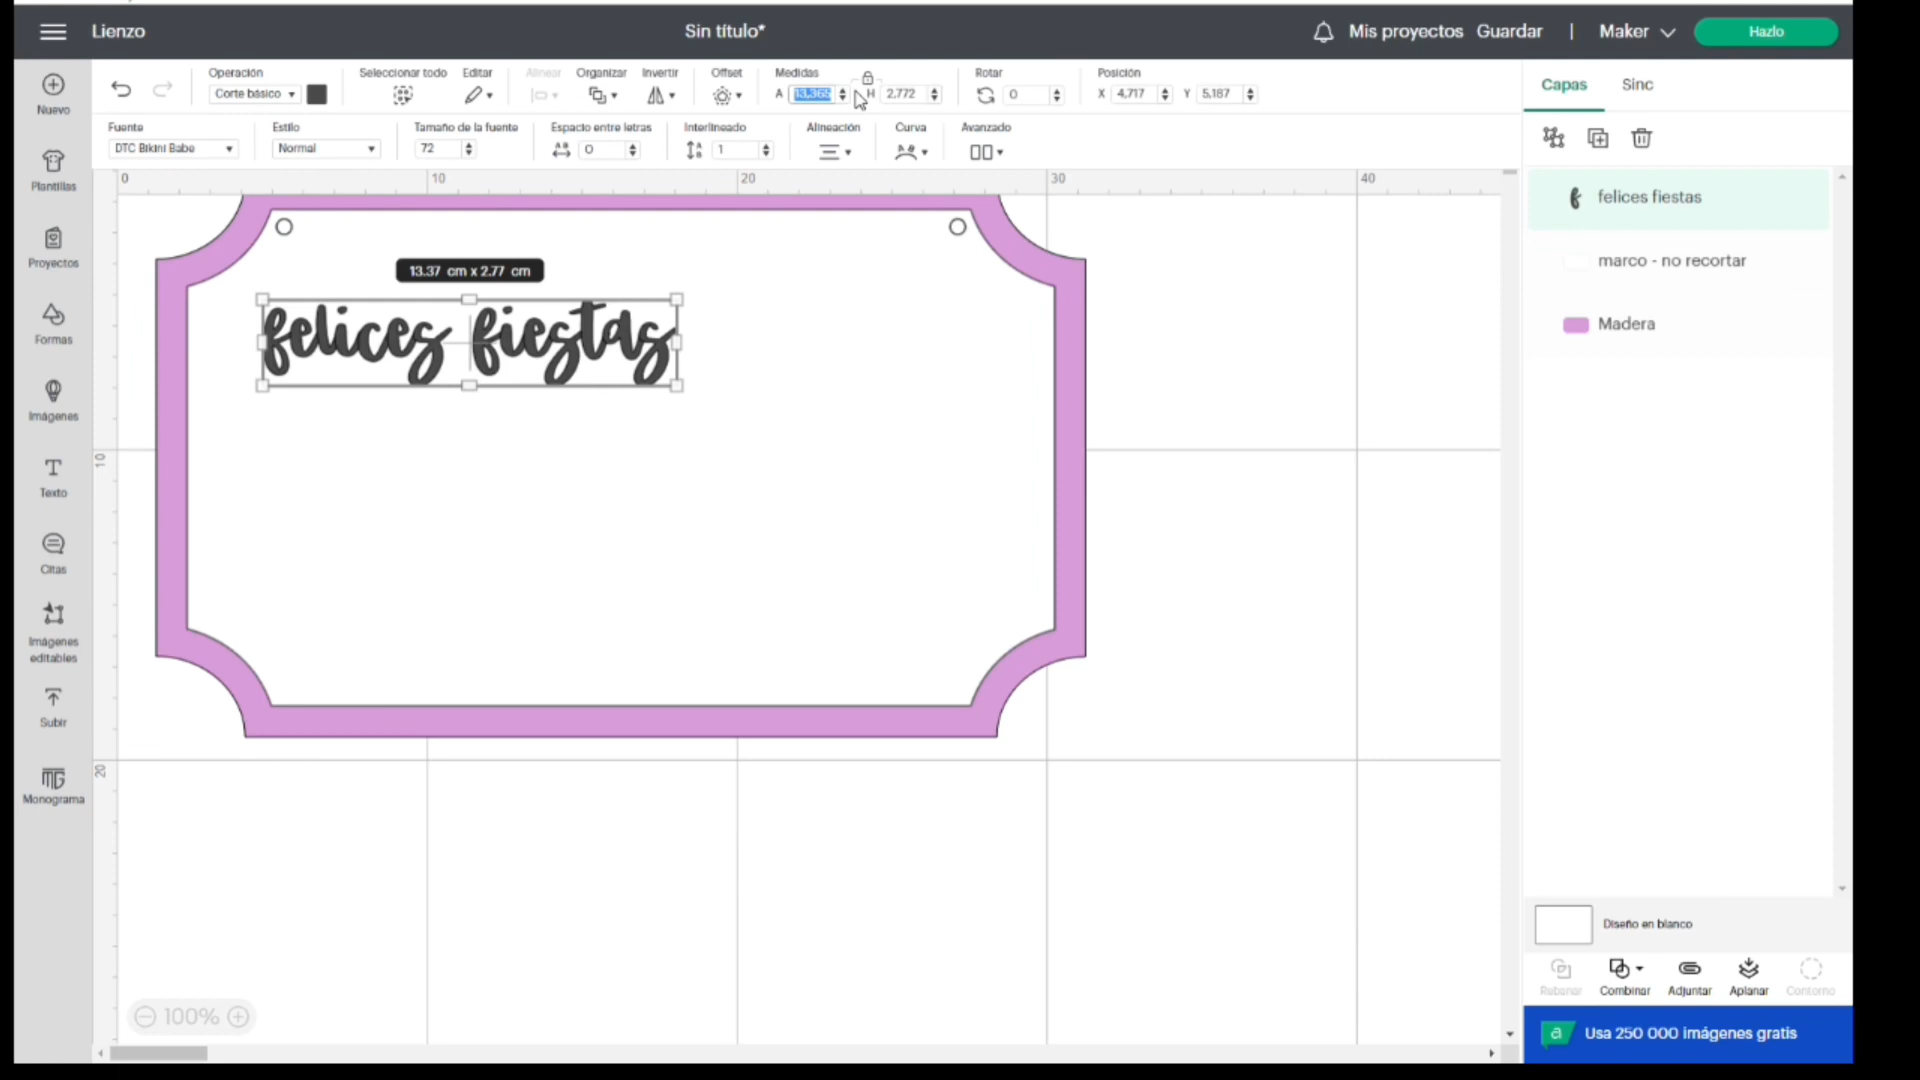 Lienzo
Sin título*
Mis proyectos
Guardar
|
Maker
Hazlo
Nuevo
Plantillas
Proyectos
Formas
Imágenes
Texto
Citas
Imágenes
editables
Subir
Monograma
Operación
Seleccionar todo
Editar
Alinear
Organizar
Invertir
Offset
Medidas
Rotar
Posición
Corte básico
A 13,365
H 2,772
0
X 4,717
Y 5,187
Fuente
Estilo
Tamaño de la fuente
Espacio entre letras
Interlineado
Alineación
Curva
Avanzado
DTC Bikini Babe
Normal
72
0
1
0 10 20 30 40
10
20
13.37 cm x 2.77 cm
felices fiestas
100%
Capas
Sinc
felices fiestas
marco - no recortar
Madera
Diseño en blanco
Rebanar
Combinar
Adjuntar
Aplanar
Contorno
a
Usa 250 000 imágenes gratis